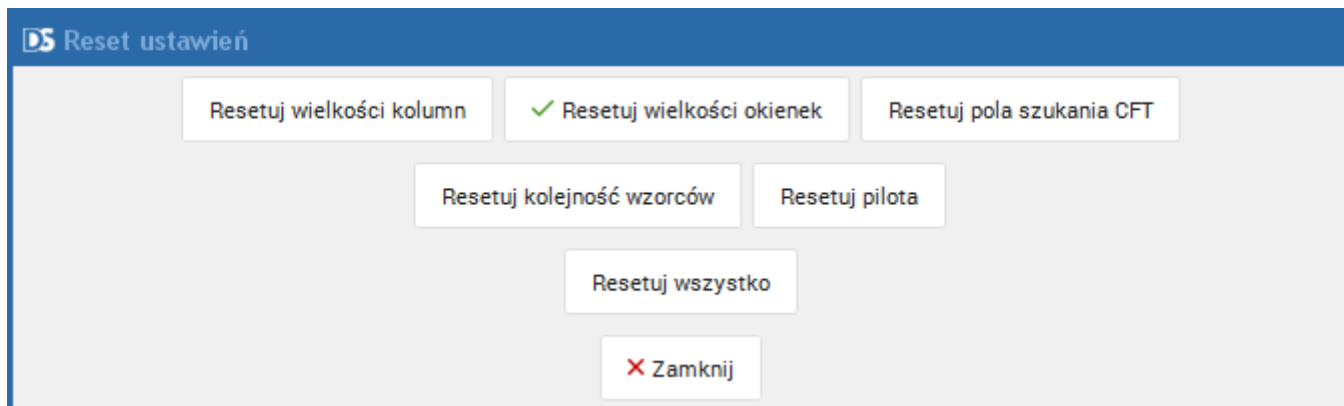 DS Reset ustawień
Resetuj wielkości kolumn Resetuj wielkości okienek Resetuj pola szukania CFT
Resetuj kolejność wzorców Resetuj pilota
Resetuj wszystko
Zamknij